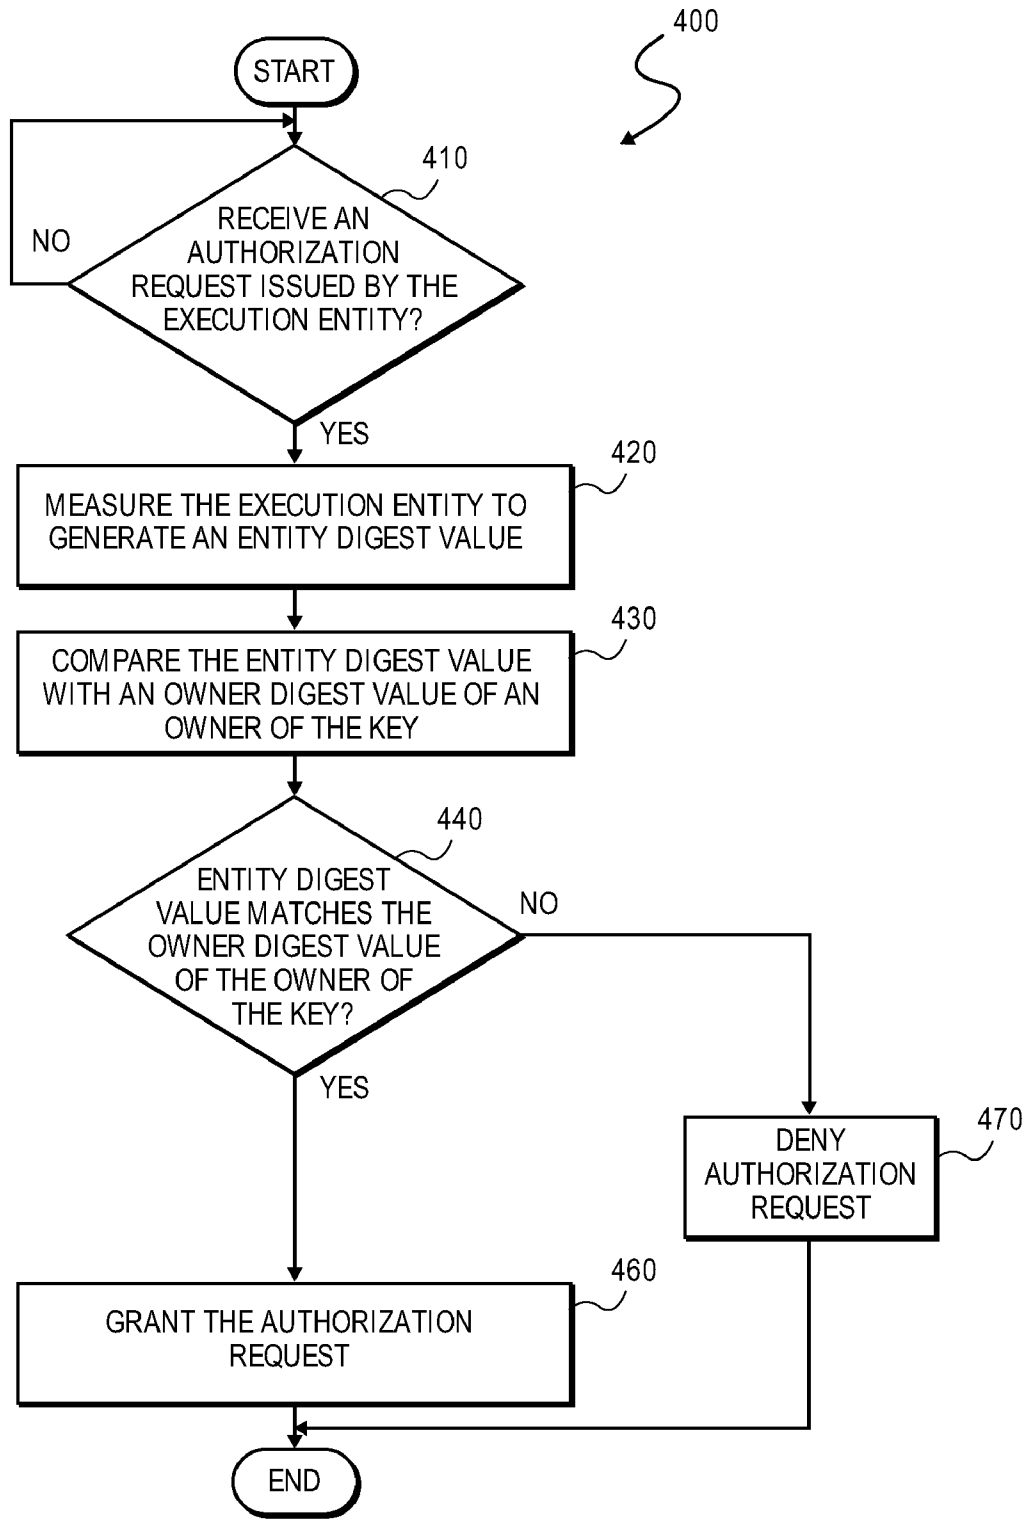 400
START
410
RECEIVE AN
AUTHORIZATION
REQUEST ISSUED BY THE
EXECUTION ENTITY?
NO
YES
420
MEASURE THE EXECUTION ENTITY TO
GENERATE AN ENTITY DIGEST VALUE
430
COMPARE THE ENTITY DIGEST VALUE
WITH AN OWNER DIGEST VALUE OF AN
OWNER OF THE KEY
440
ENTITY DIGEST
VALUE MATCHES THE
OWNER DIGEST VALUE
OF THE OWNER OF
THE KEY?
NO
YES
470
DENY
AUTHORIZATION
REQUEST
460
GRANT THE AUTHORIZATION
REQUEST
END